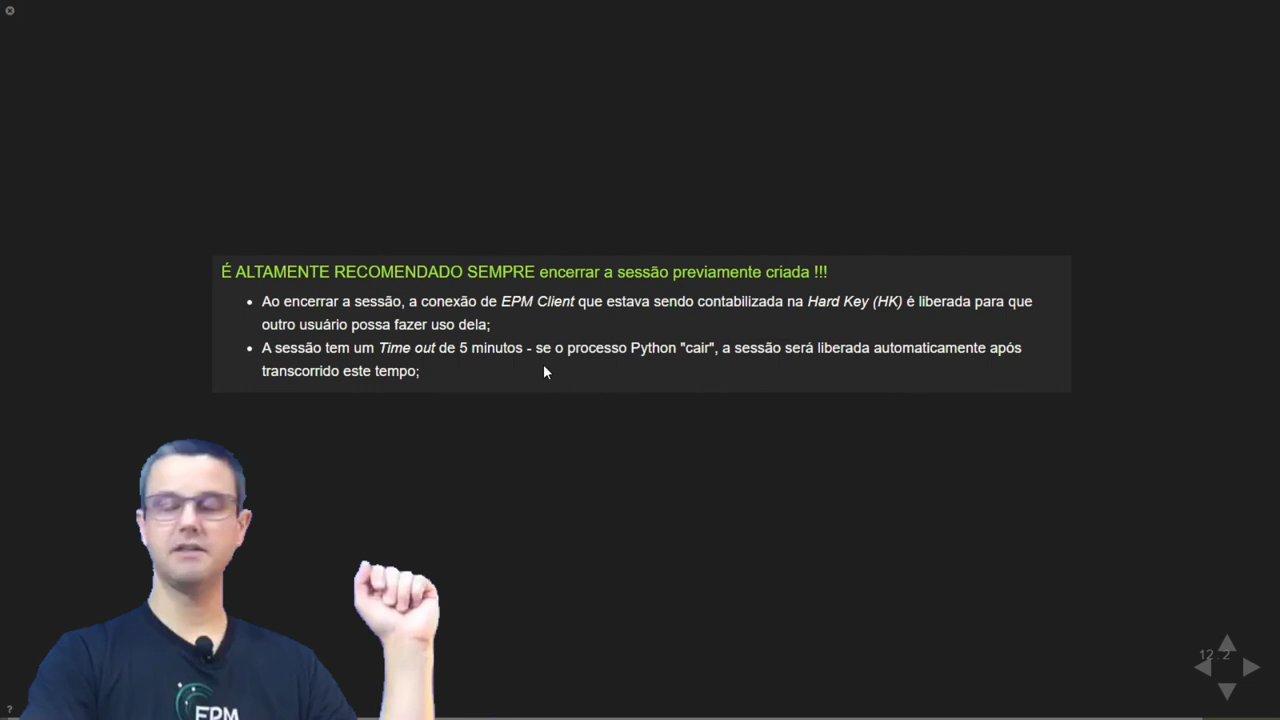 É ALTAMENTE RECOMENDADO SEMPRE encerrar a sessão previamente criada !!!
• Ao encerrar a sessão, a conexão de EPM Client que estava sendo contabilizada na Hard Key (HK) é liberada para que
outro usuário possa fazer uso dela;
• A sessão tem um Time out de 5 minutos - se o processo Python "cair", a sessão será liberada automaticamente após
transcorrido este tempo;
12.2
EPM
?